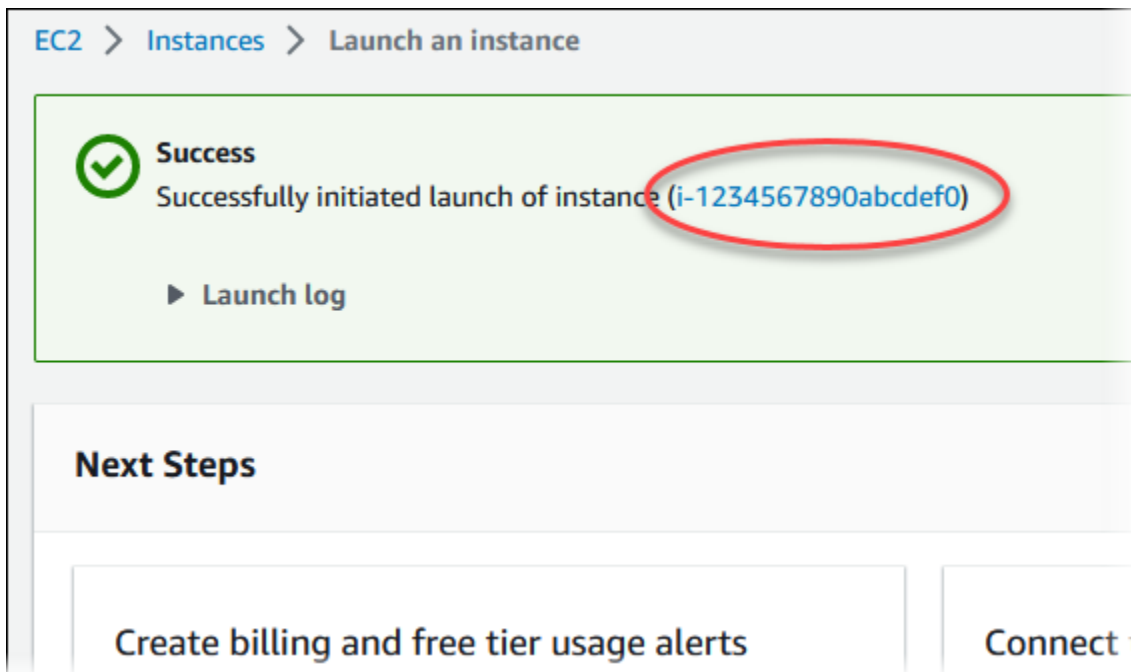 EC2 > Instances > Launch an instance
Success
Successfully initiated launch of instance (i-1234567890abcdef0)
Launch log
Next Steps
Create billing and free tier usage alerts
Connect